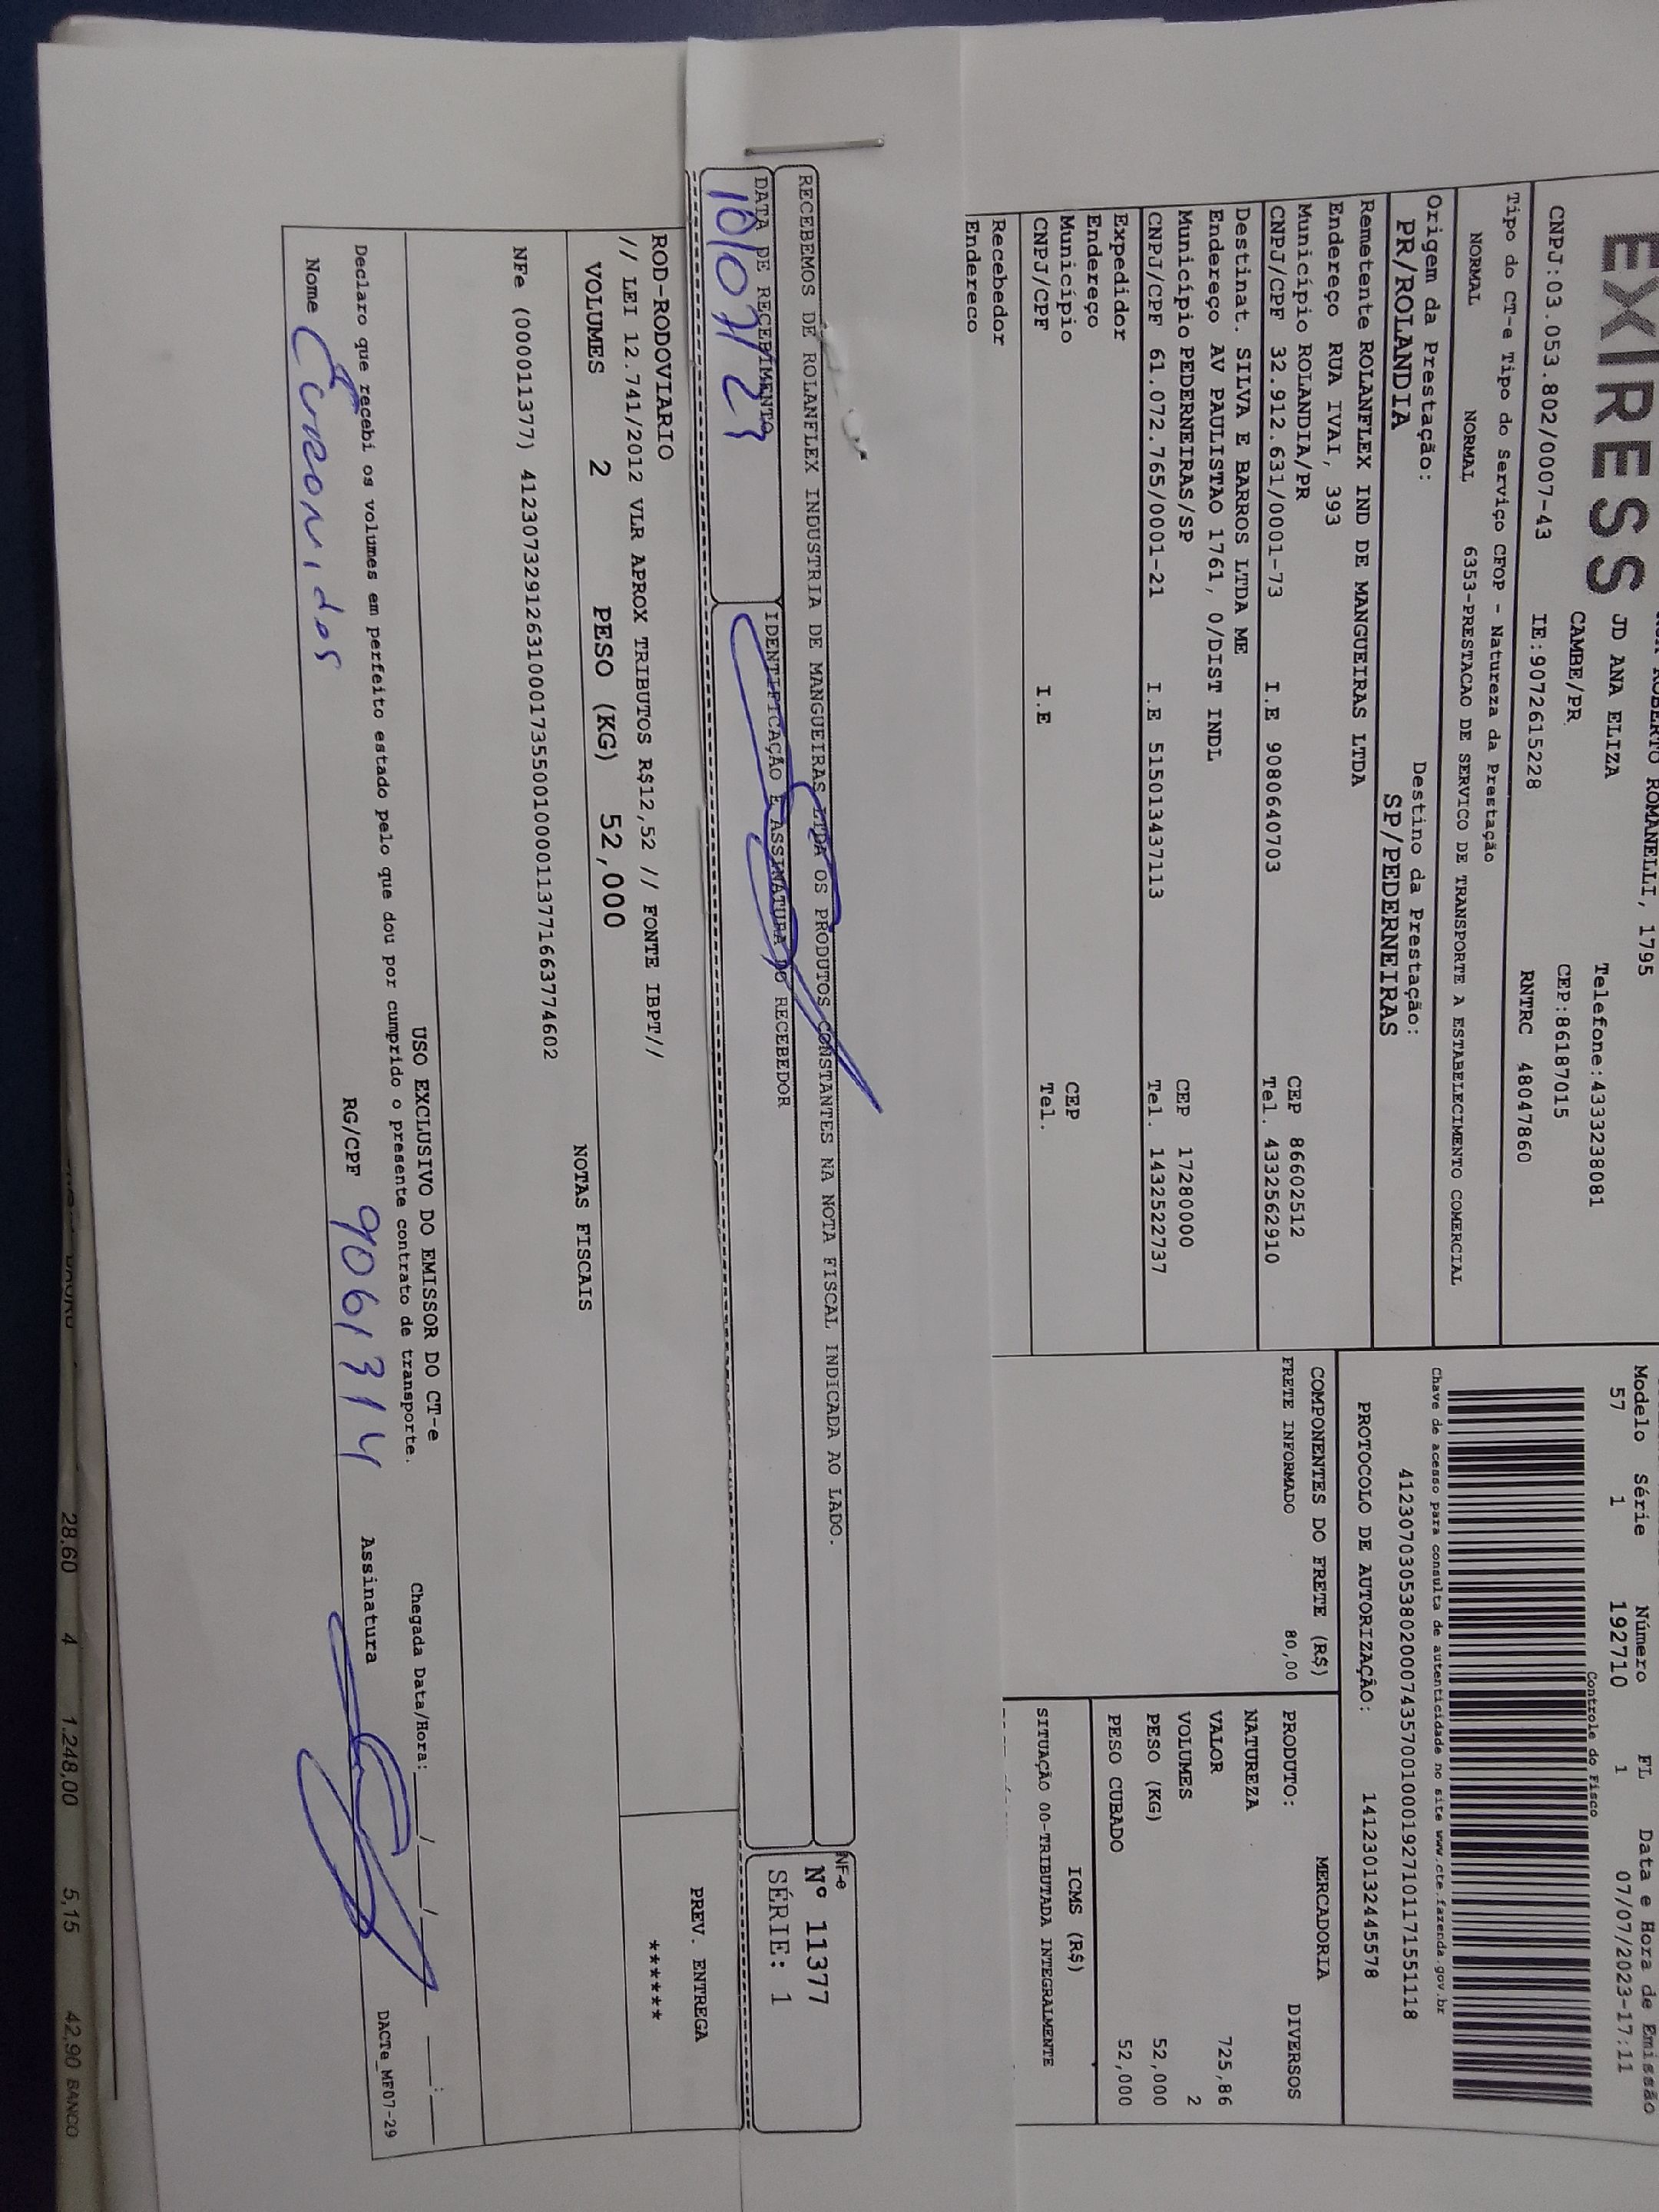 EXPRESS
ROBERTO ROMANELLI, 1795
JD ANA ELIZA
Telefone:4333238081
CAMBE/PR
CEP:86187015
CNPJ:03.053.802/0007-43 IE:9072615228 RNTRC 48047860
Tipo do CT-e Tipo do Serviço CFOP - Natureza da Prestação
NORMAL NORMAL 6353-PRESTACAO DE SERVICO DE TRANSPORTE A ESTABELECIMENTO COMERCIAL
Origem da Prestação: Destino da Prestação:
PR/ROLANDIA SP/PEDERNEIRAS
Remetente ROLANFLEX IND DE MANGUEIRAS LTDA
Endereço RUA IVAI, 393
Município ROLANDIA/PR CEP 86602512
CNPJ/CPF 32.912.631/0001-73 I.E 9080640703 Tel. 4332562910
Destinat. SILVA E BARROS LTDA ME
Endereço AV PAULISTAO 1761, 0/DIST INDL
Município PEDERNEIRAS/SP CEP 17280000
CNPJ/CPF 61.072.765/0001-21 I.E 515013437113 Tel. 1432522737
Expedidor
Endereço
Município CEP
CNPJ/CPF I.E Tel.
Recebedor
Endereco
Modelo Série Número FL Data e Hora de Emissão
57 1 192710 1 07/07/2023-17:11
Controle do Fisco
Chave de acesso para consulta de autenticidade no site www.cte.fazenda.gov.br
41230703053802000743570010001927101171551118
PROTOCOLO DE AUTORIZAÇÃO: 141230132445578
COMPONENTES DO FRETE (R$)
FRETE INFORMADO 80,00
MERCADORIA
PRODUTO: DIVERSOS
NATUREZA
VALOR 725,86
VOLUMES 2
PESO (KG) 52,000
PESO CUBADO 52,000
ICMS (R$)
SITUAÇÃO 00-TRIBUTADA INTEGRALMENTE
RECEBEMOS DE ROLANFLEX INDUSTRIA DE MANGUEIRAS LTDA OS PRODUTOS CONSTANTES NA NOTA FISCAL INDICADA AO LADO.
DATA DE RECEBIMENTO IDENTIFICAÇÃO E ASSINATURA DO RECEBEDOR
10/07/23
NF-e
Nº 11377
SÉRIE: 1
ROD-RODOVIARIO
// LEI 12.741/2012 VLR APROX TRIBUTOS R$12,52 // FONTE IBPT//
PREV. ENTREGA
******
VOLUMES 2 PESO (KG) 52,000
NOTAS FISCAIS
NFe (000011377) 41230732912631000173550010000113771663774602
USO EXCLUSIVO DO EMISSOR DO CT-e
Declaro que recebi os volumes em perfeito estado pelo que dou por cumprido o presente contrato de transporte.
Chegada Data/Hora:___/___/___ __:__
Nome RG/CPF 9061314 Assinatura
DACTe_MF07-29
28,60 4 1.248,00 5,15 42,90 BANCO